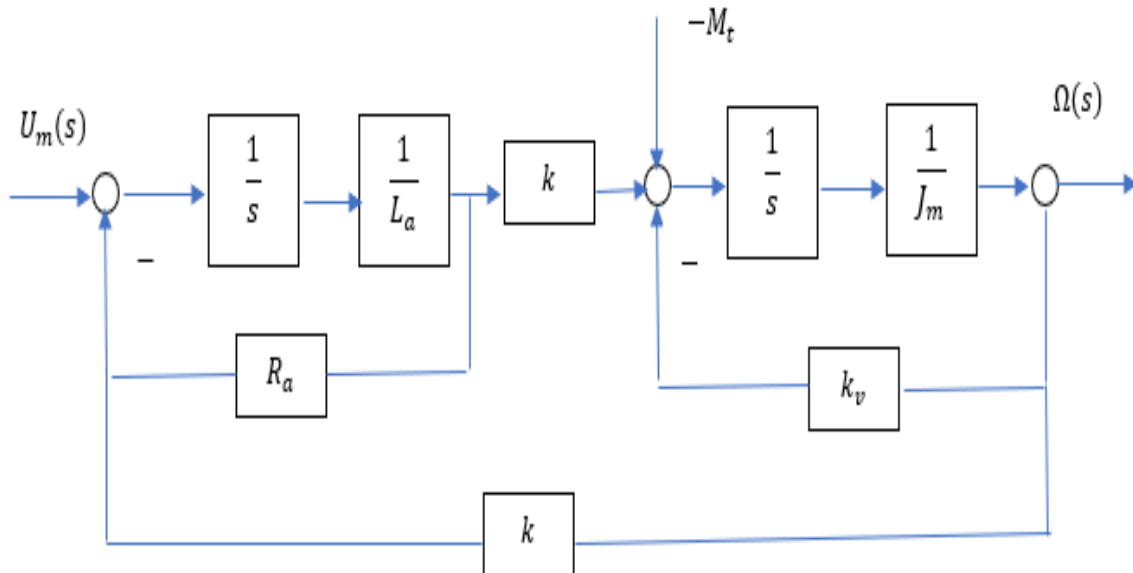 −M_t
U_m(s)
Ω(s)
1/s
1/L_a
k
1/s
1/J_m
−
−
R_a
k_v
k